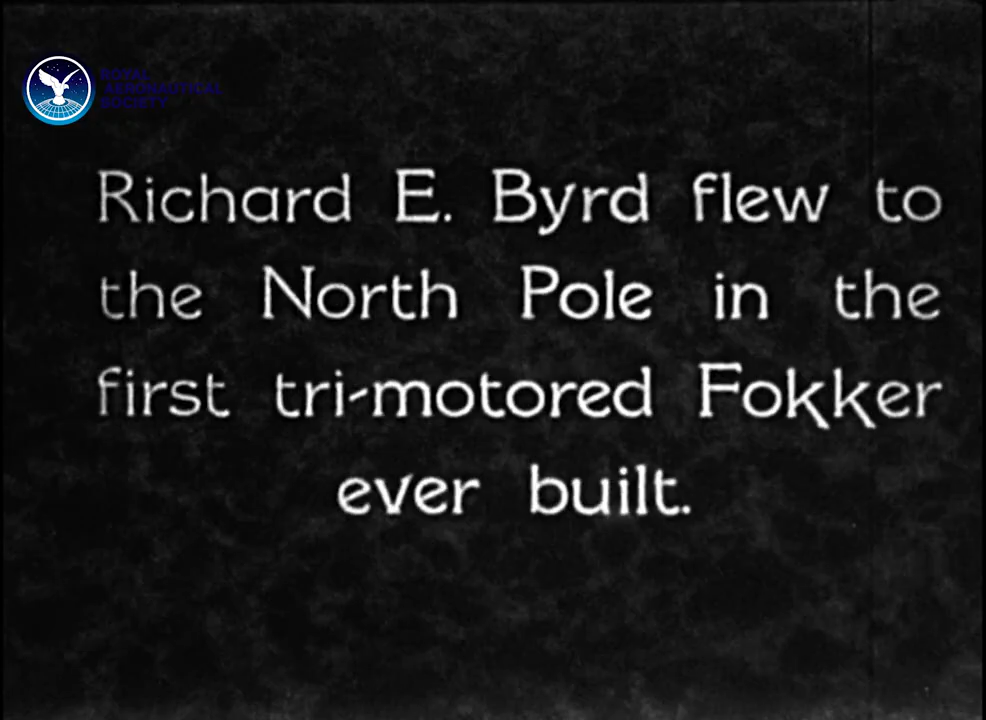 ROYAL
AERONAUTICAL
SOCIETY
Richard E. Byrd flew to
the North Pole in the
first tri-motored Fokker
ever built.